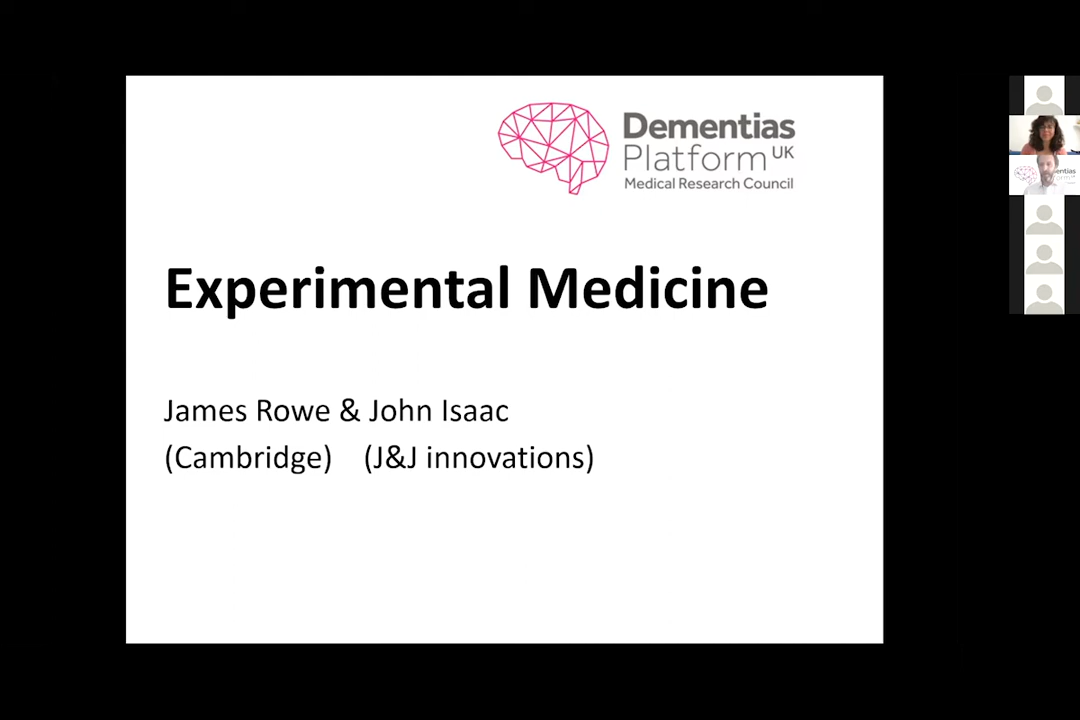 Dementias
Platform UK
Medical Research Council
Experimental Medicine
James Rowe & John Isaac
(Cambridge) (J&J innovations)